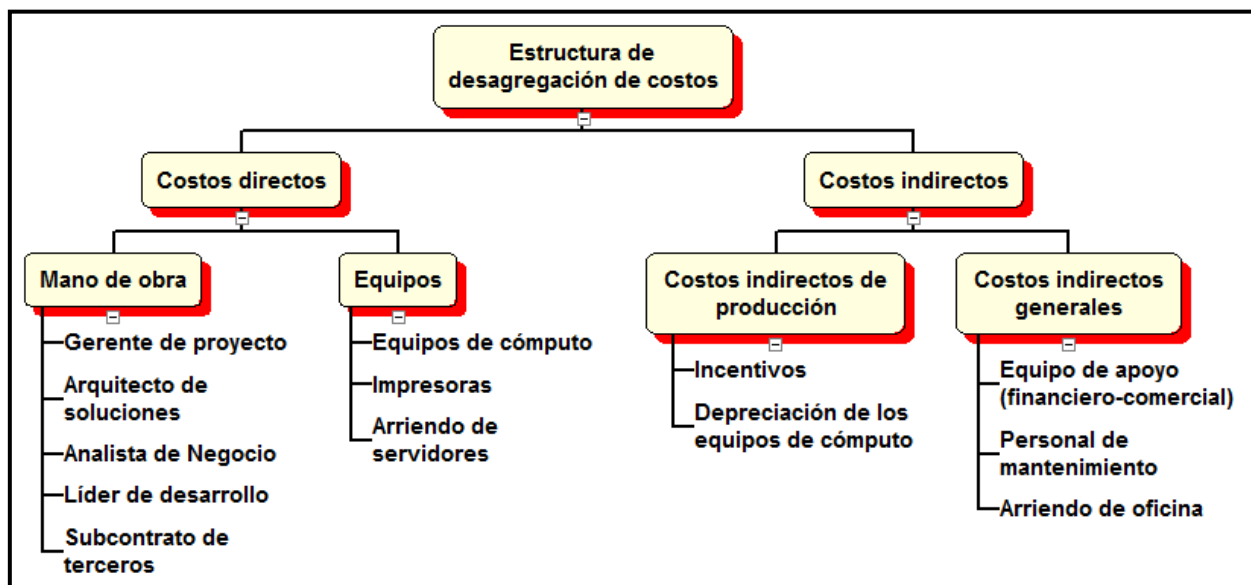 Estructura de
desagregación de costos
Costos directos
Costos indirectos
Mano de obra
Gerente de proyecto
Arquitecto de
soluciones
Analista de Negocio
Líder de desarrollo
Subcontrato de
terceros
Equipos
Equipos de cómputo
Impresoras
Arriendo de
servidores
Costos indirectos de
producción
Incentivos
Depreciación de los
equipos de cómputo
Costos indirectos
generales
Equipo de apoyo
(financiero-comercial)
Personal de
mantenimiento
Arriendo de oficina